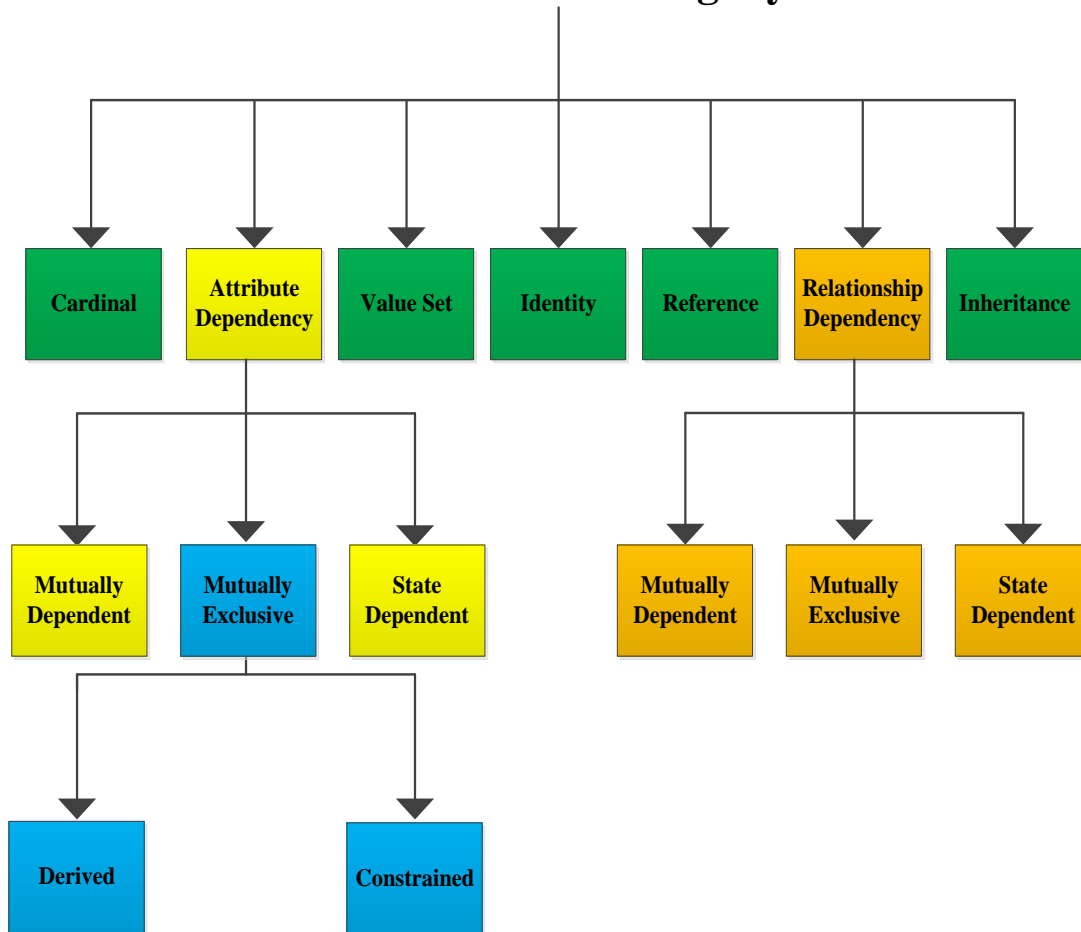 Cardinal
Attribute
Dependency
Value Set
Identity
Reference
Relationship
Dependency
Inheritance
Mutually
Dependent
Mutually
Exclusive
State
Dependent
Mutually
Dependent
Mutually
Exclusive
State
Dependent
Derived
Constrained